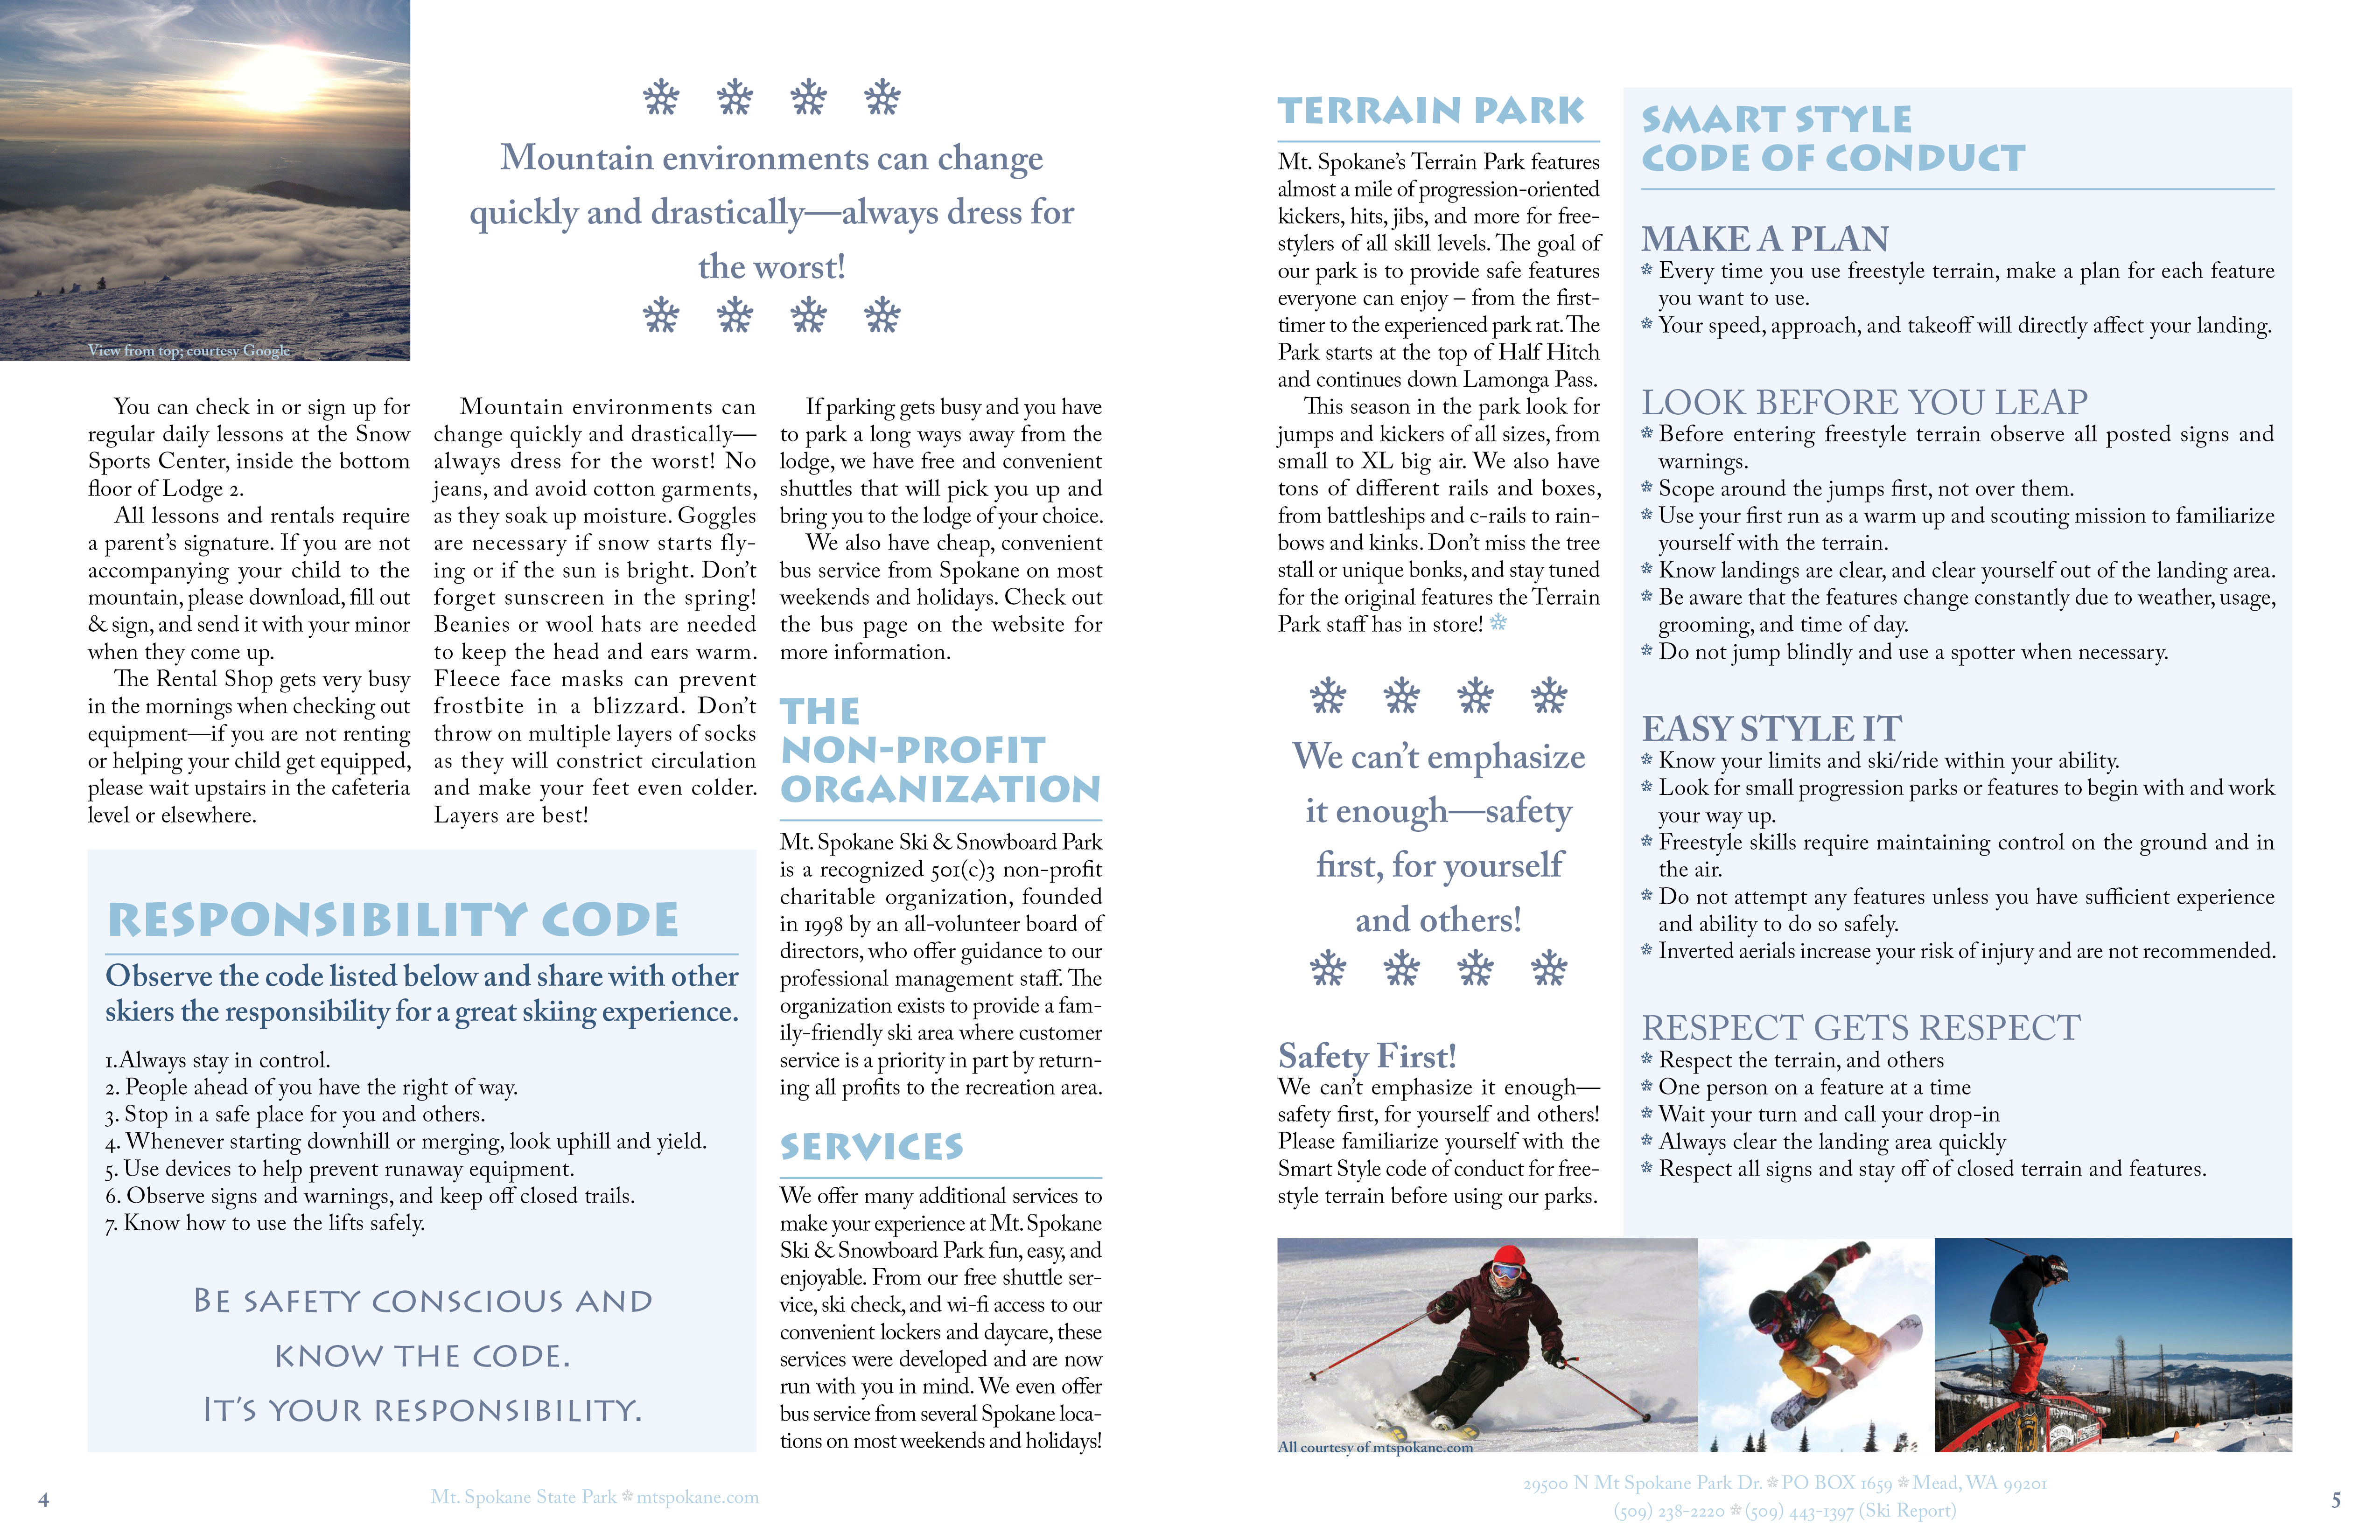 View from top; courtesy Google
Mountain environments can change
quickly and drastically—always dress for
the worst!
You can check in or sign up for
regular daily lessons at the Snow
Sports Center, inside the bottom
floor of Lodge 2.
All lessons and rentals require
a parent's signature. If you are not
accompanying your child to the
mountain, please download, fill out
& sign, and send it with your minor
when they come up.
The Rental Shop gets very busy
in the mornings when checking out
equipment—if you are not renting
or helping your child get equipped,
please wait upstairs in the cafeteria
level or elsewhere.
Mountain environments can
change quickly and drastically—
always dress for the worst! No
jeans, and avoid cotton garments,
as they soak up moisture. Goggles
are necessary if snow starts fly-
ing or if the sun is bright. Don't
forget sunscreen in the spring!
Beanies or wool hats are needed
to keep the head and ears warm.
Fleece face masks can prevent
frostbite in a blizzard. Don't
throw on multiple layers of socks
as they will constrict circulation
and make your feet even colder.
Layers are best!
If parking gets busy and you have
to park a long ways away from the
lodge, we have free and convenient
shuttles that will pick you up and
bring you to the lodge of your choice.
We also have cheap, convenient
bus service from Spokane on most
weekends and holidays. Check out
the bus page on the website for
more information.
THE
NON-PROFIT
ORGANIZATION
Mt. Spokane Ski & Snowboard Park
is a recognized 501(c)3 non-profit
charitable organization, founded
in 1998 by an all-volunteer board of
directors, who offer guidance to our
professional management staff. The
organization exists to provide a fam-
ily-friendly ski area where customer
service is a priority in part by return-
ing all profits to the recreation area.
SERVICES
We offer many additional services to
make your experience at Mt. Spokane
Ski & Snowboard Park fun, easy, and
enjoyable. From our free shuttle ser-
vice, ski check, and wi-fi access to our
convenient lockers and daycare, these
services were developed and are now
run with you in mind. We even offer
bus service from several Spokane loca-
tions on most weekends and holidays!
RESPONSIBILITY CODE
Observe the code listed below and share with other
skiers the responsibility for a great skiing experience.
1.Always stay in control.
2. People ahead of you have the right of way.
3. Stop in a safe place for you and others.
4. Whenever starting downhill or merging, look uphill and yield.
5. Use devices to help prevent runaway equipment.
6. Observe signs and warnings, and keep off closed trails.
7. Know how to use the lifts safely.
BE SAFETY CONSCIOUS AND
KNOW THE CODE.
IT'S YOUR RESPONSIBILITY.
4
Mt. Spokane State Park ❄ mtspokane.com
TERRAIN PARK
Mt. Spokane's Terrain Park features
almost a mile of progression-oriented
kickers, hits, jibs, and more for free-
stylers of all skill levels. The goal of
our park is to provide safe features
everyone can enjoy – from the first-
timer to the experienced park rat. The
Park starts at the top of Half Hitch
and continues down Lamonga Pass.
This season in the park look for
jumps and kickers of all sizes, from
small to XL big air. We also have
tons of different rails and boxes,
from battleships and c-rails to rain-
bows and kinks. Don't miss the tree
stall or unique bonks, and stay tuned
for the original features the Terrain
Park staff has in store! ❄
We can't emphasize
it enough—safety
first, for yourself
and others!
Safety First!
We can't emphasize it enough—
safety first, for yourself and others!
Please familiarize yourself with the
Smart Style code of conduct for free-
style terrain before using our parks.
SMART STYLE
CODE OF CONDUCT
MAKE A PLAN
❄ Every time you use freestyle terrain, make a plan for each feature
you want to use.
❄ Your speed, approach, and takeoff will directly affect your landing.
LOOK BEFORE YOU LEAP
❄ Before entering freestyle terrain observe all posted signs and
warnings.
❄ Scope around the jumps first, not over them.
❄ Use your first run as a warm up and scouting mission to familiarize
yourself with the terrain.
❄ Know landings are clear, and clear yourself out of the landing area.
❄ Be aware that the features change constantly due to weather, usage,
grooming, and time of day.
❄ Do not jump blindly and use a spotter when necessary.
EASY STYLE IT
❄ Know your limits and ski/ride within your ability.
❄ Look for small progression parks or features to begin with and work
your way up.
❄ Freestyle skills require maintaining control on the ground and in
the air.
❄ Do not attempt any features unless you have sufficient experience
and ability to do so safely.
❄ Inverted aerials increase your risk of injury and are not recommended.
RESPECT GETS RESPECT
❄ Respect the terrain, and others
❄ One person on a feature at a time
❄ Wait your turn and call your drop-in
❄ Always clear the landing area quickly
❄ Respect all signs and stay off of closed terrain and features.
All courtesy of mtspokane.com
29500 N Mt Spokane Park Dr. ❄ PO BOX 1659 ❄ Mead, WA 99201
(509) 238-2220 ❄ (509) 443-1397 (Ski Report)
5